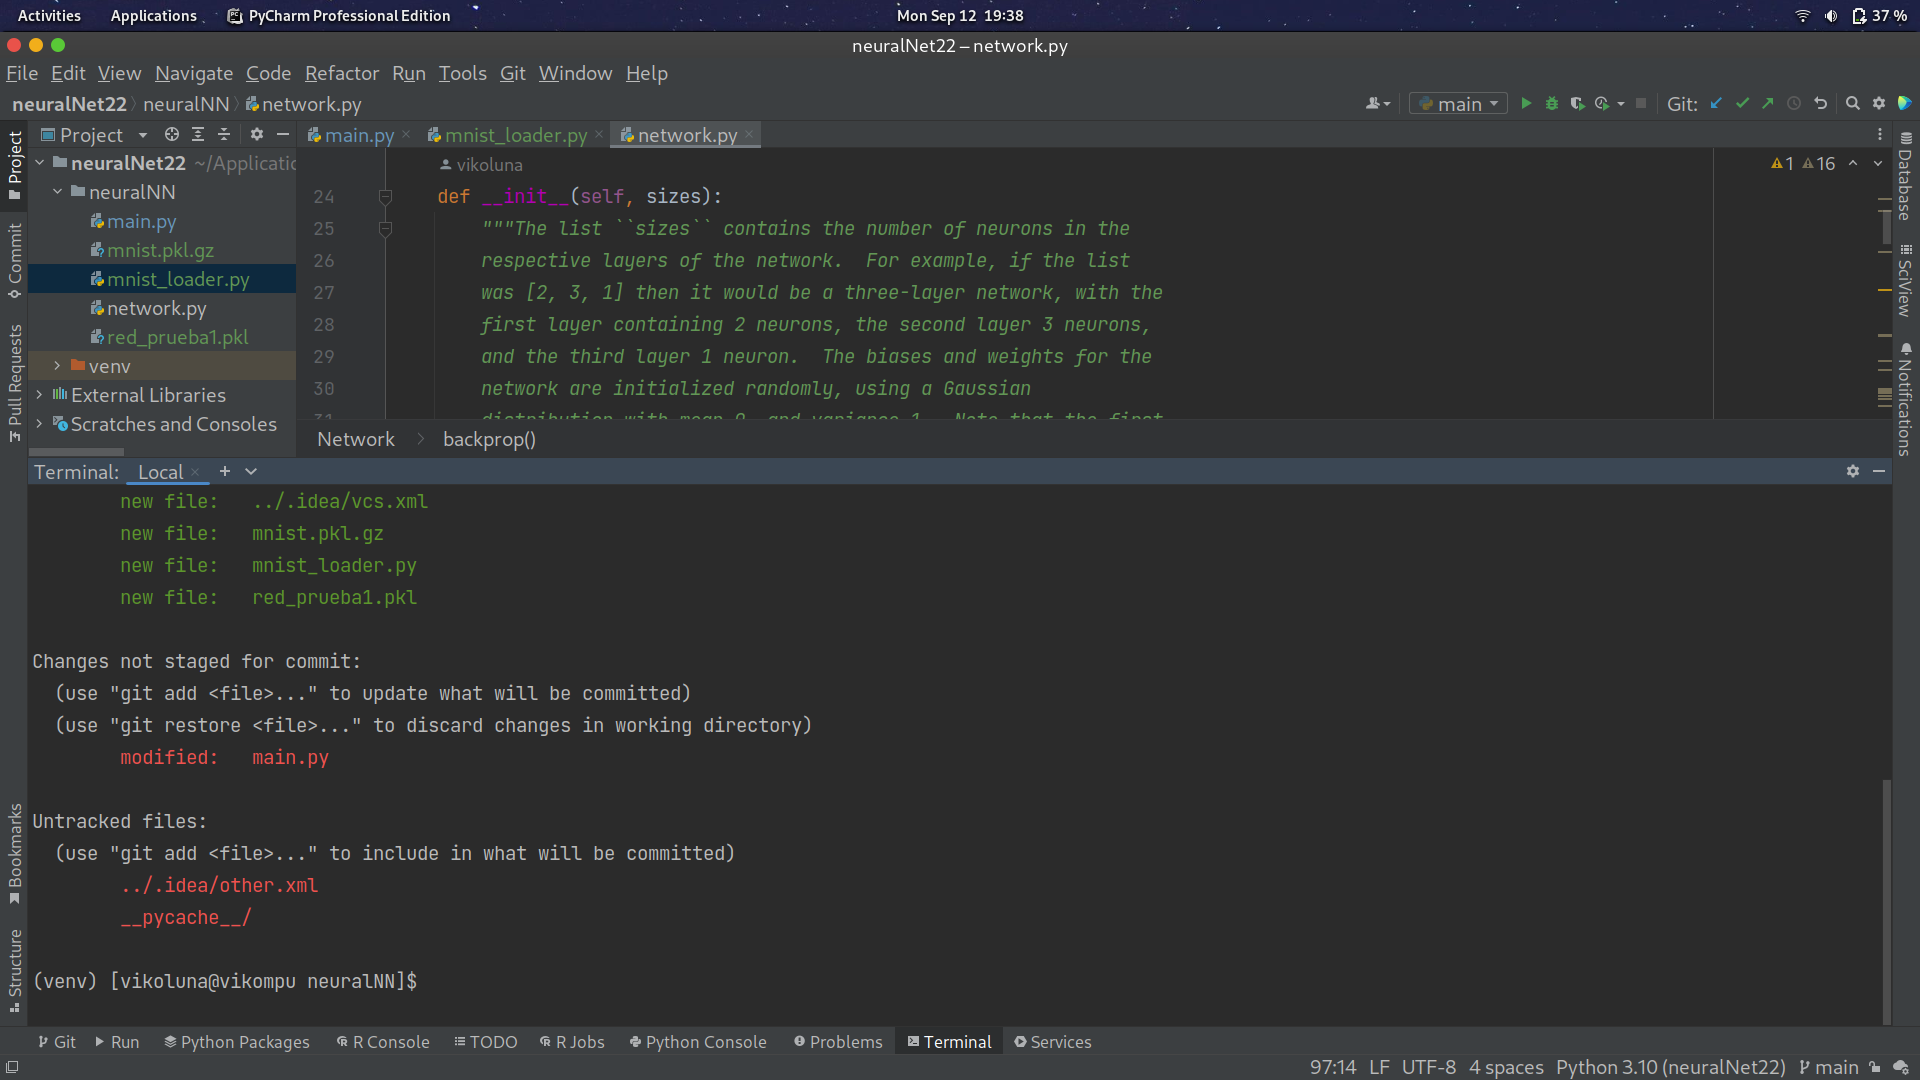 Activities Applications PyCharm Professional Edition Mon Sep 12 19:38 37 %
neuralNet22 – network.py
File Edit View Navigate Code Refactor Run Tools Git Window Help
neuralNet22 neuralNN network.py main Git:
Project main.py mnist_loader.py network.py
neuralNet22 ~/Applicatio
neuralNN
main.py
mnist.pkl.gz
mnist_loader.py
network.py
red_prueba1.pkl
venv
External Libraries
Scratches and Consoles
vikoluna 1 16
24 def __init__(self, sizes):
25 """The list ``sizes`` contains the number of neurons in the
26 respective layers of the network. For example, if the list
27 was [2, 3, 1] then it would be a three-layer network, with the
28 first layer containing 2 neurons, the second layer 3 neurons,
29 and the third layer 1 neuron. The biases and weights for the
30 network are initialized randomly, using a Gaussian
31 distribution with mean 0, and variance 1. Note that the first
Network backprop()
Terminal: Local
new file: ../.idea/vcs.xml
new file: mnist.pkl.gz
new file: mnist_loader.py
new file: red_prueba1.pkl
Changes not staged for commit:
(use "git add <file>..." to update what will be committed)
(use "git restore <file>..." to discard changes in working directory)
modified: main.py
Untracked files:
(use "git add <file>..." to include in what will be committed)
../.idea/other.xml
__pycache__/
(venv) [vikoluna@vikompu neuralNN]$
Project
Commit
Pull Requests
Bookmarks
Structure
Database
SciView
Notifications
Git Run Python Packages R Console TODO R Jobs Python Console Problems Terminal Services
97:14 LF UTF-8 4 spaces Python 3.10 (neuralNet22) main